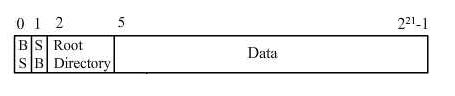 0 1 2 5 2²¹-1
B S Root Data
S B Directory